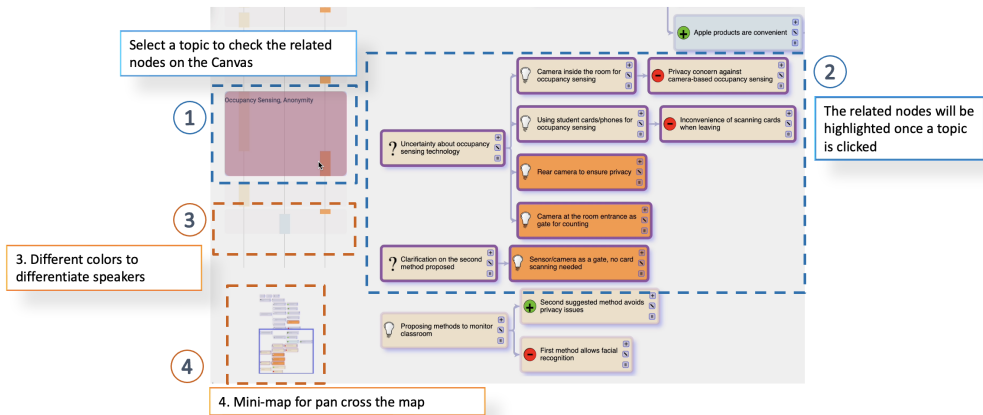 Apple products are convenient
Select a topic to check the related
nodes on the Canvas
1
Occupancy Sensing, Anonymity
2
The related nodes will be
highlighted once a topic
is clicked
Camera inside the room for
occupancy sensing
Privacy concern against
camera-based occupancy sensing
Using student cards/phones for
occupancy sensing
Inconvenience of scanning cards
when leaving
? Uncertainty about occupancy
sensing technology
Rear camera to ensure privacy
Camera at the room entrance as
gate for counting
3
3. Different colors to
differentiate speakers
? Clarification on the second
method proposed
Sensor/camera as a gate, no card
scanning needed
Second suggested method avoids
privacy issues
Proposing methods to monitor
classroom
First method allows facial
recognition
4
4. Mini-map for pan cross the map